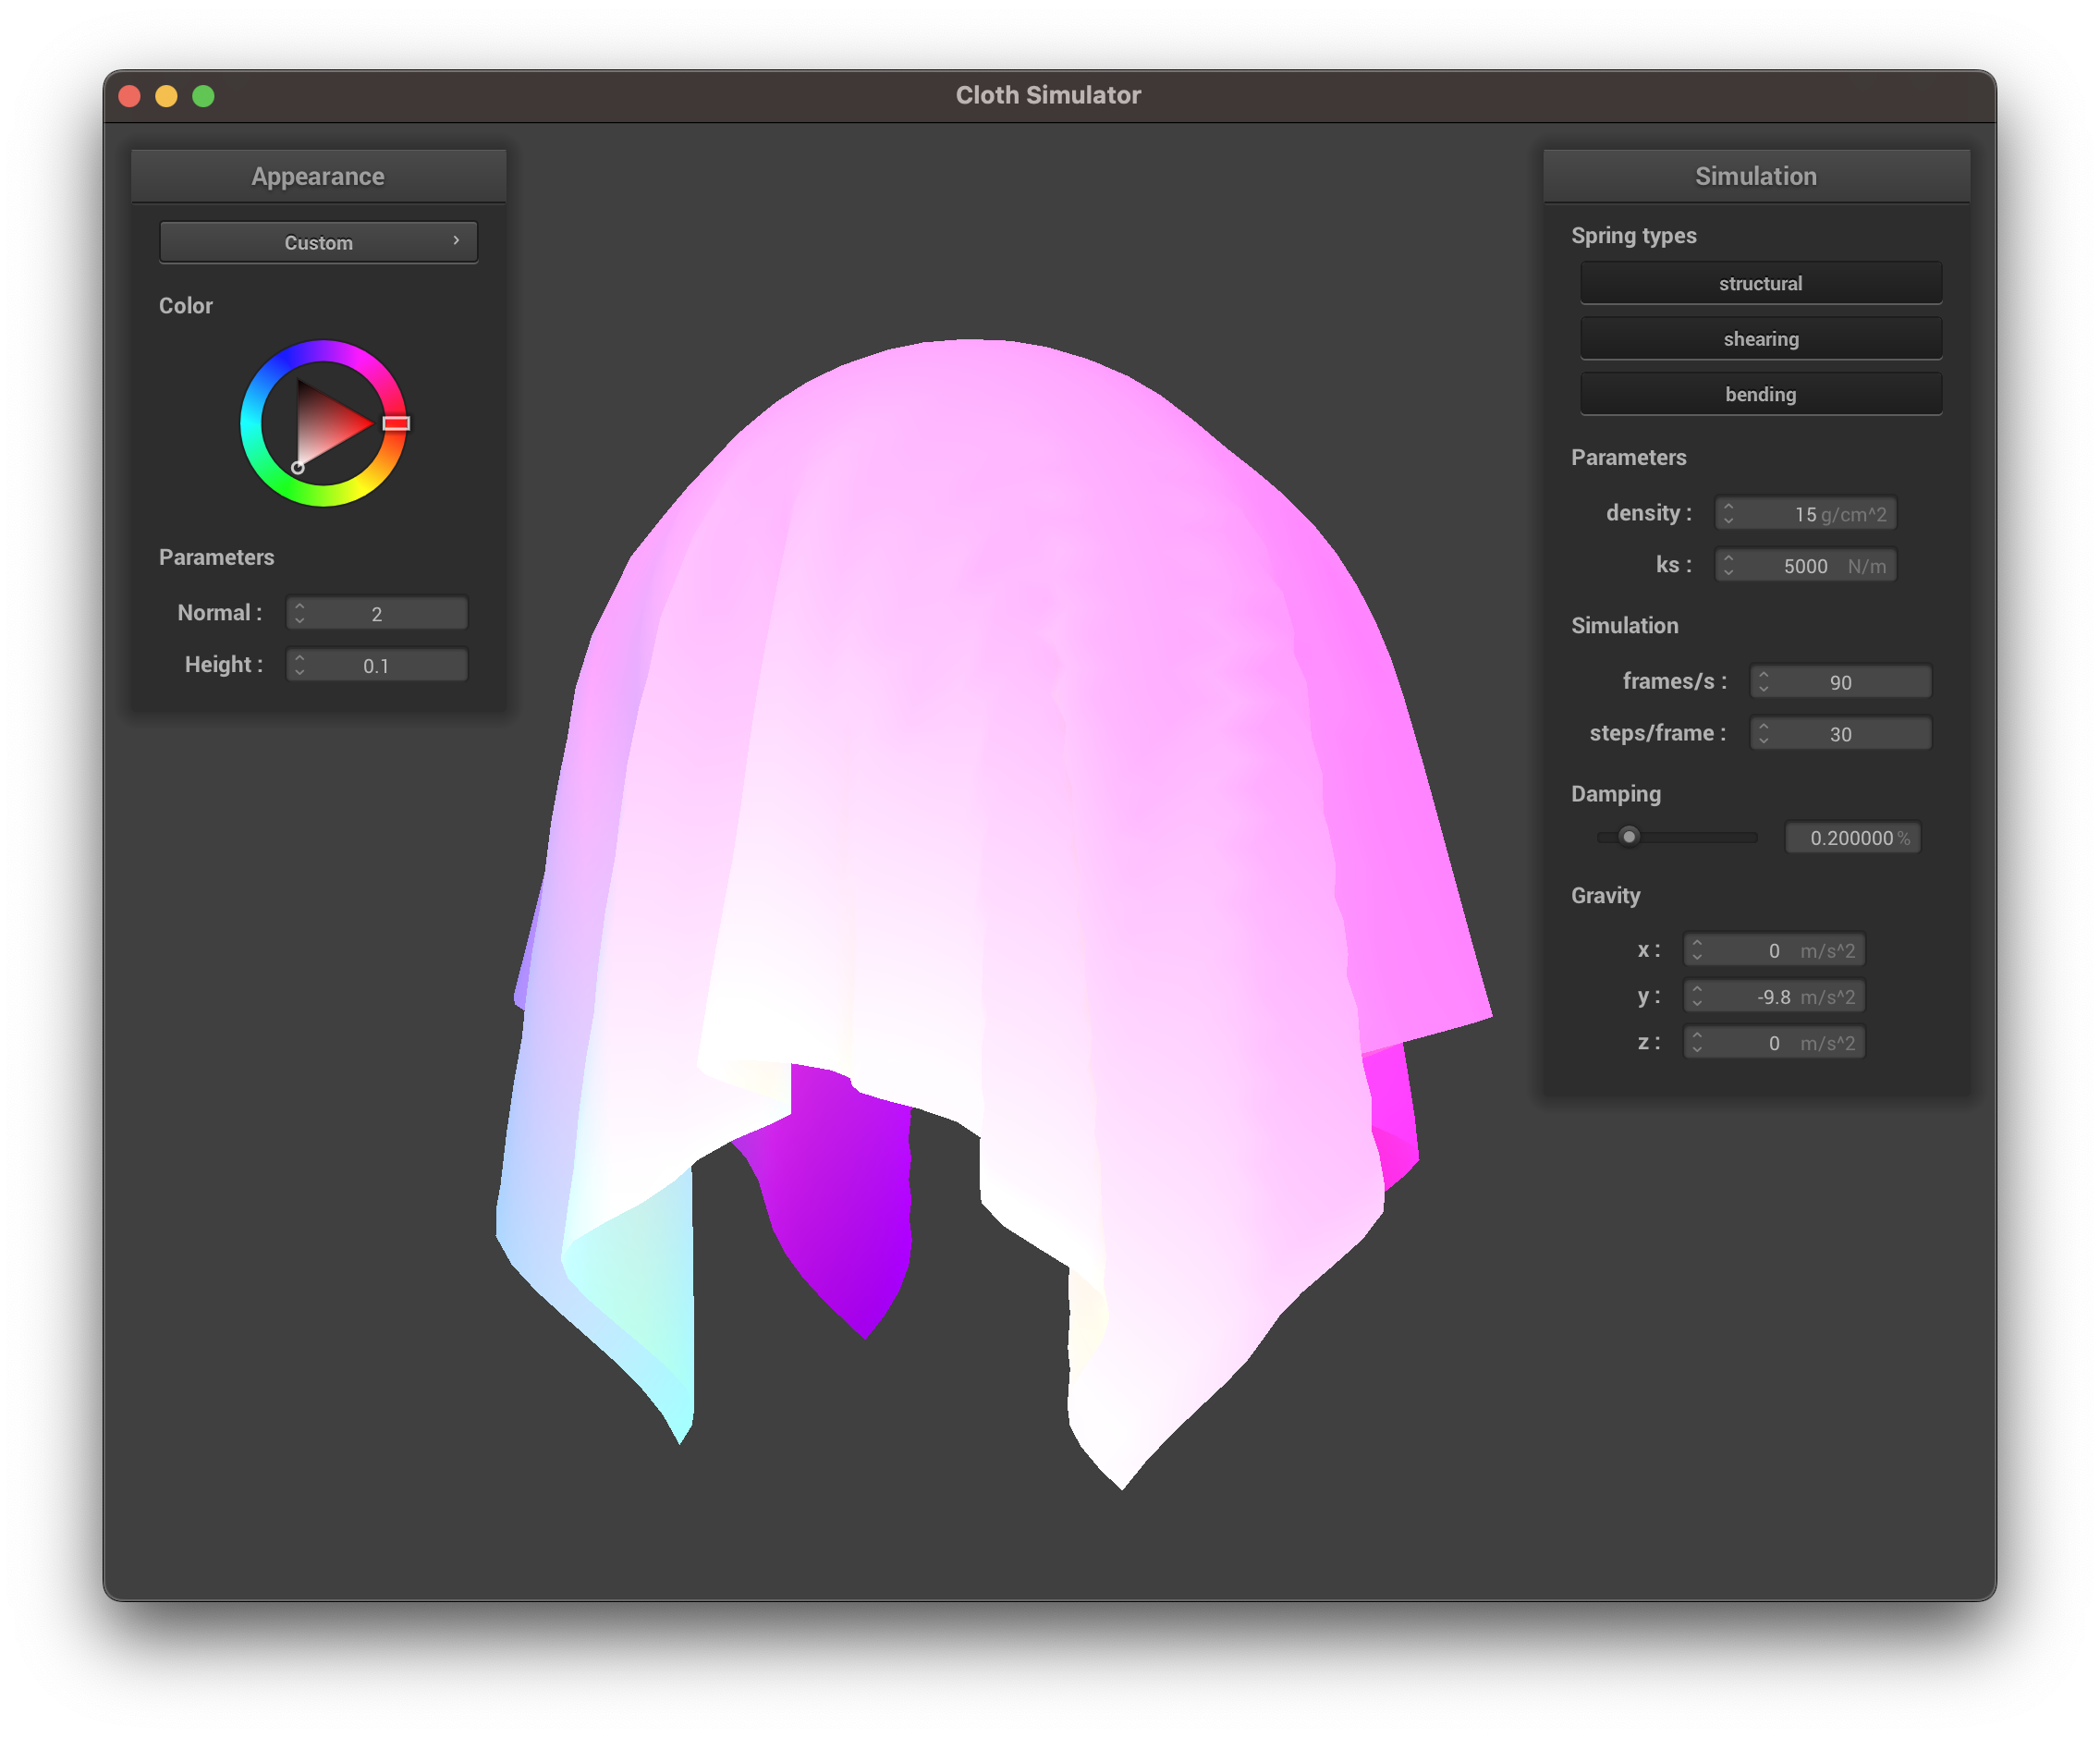 Cloth Simulator
Appearance
Custom
Color
Parameters
Normal : 2
Height : 0.1
Simulation
Spring types
structural
shearing
bending
Parameters
density : 15 g/cm^2
ks : 5000 N/m
Simulation
frames/s : 90
steps/frame : 30
Damping
0.200000 %
Gravity
x : 0 m/s^2
y : -9.8 m/s^2
z : 0 m/s^2